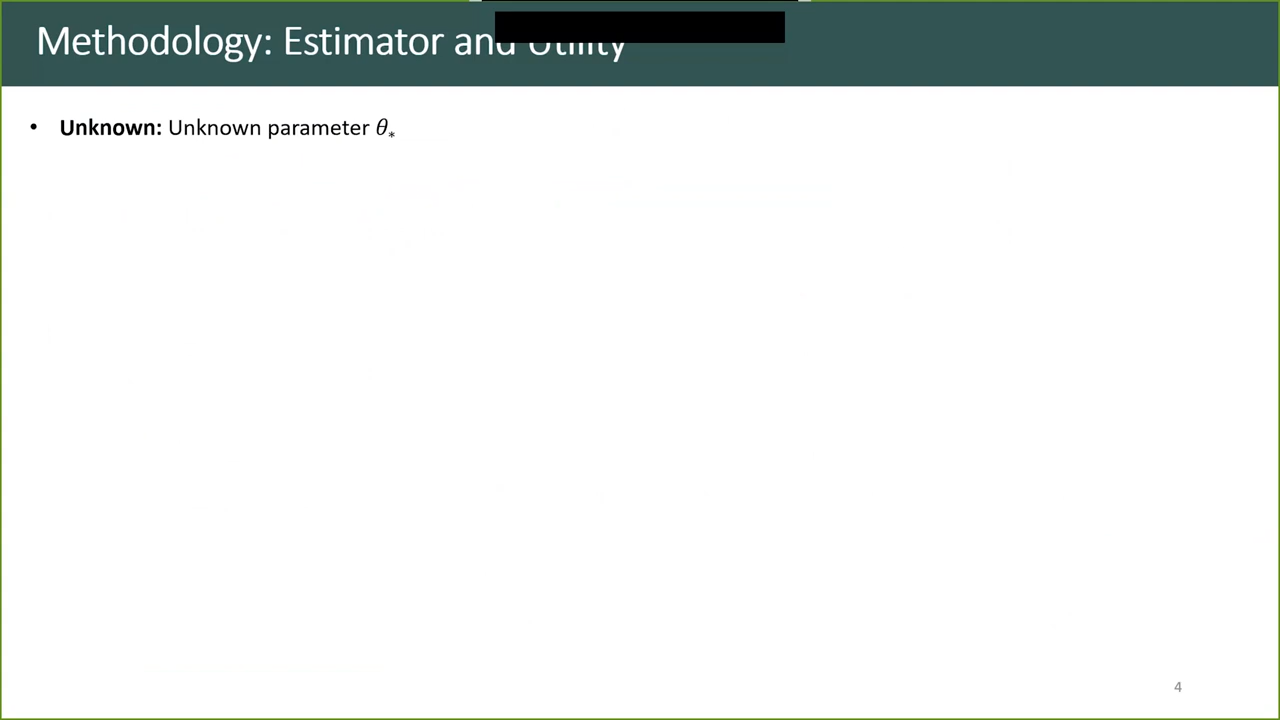 Methodology: Estimator and Utility
• Unknown: Unknown parameter θ*
4